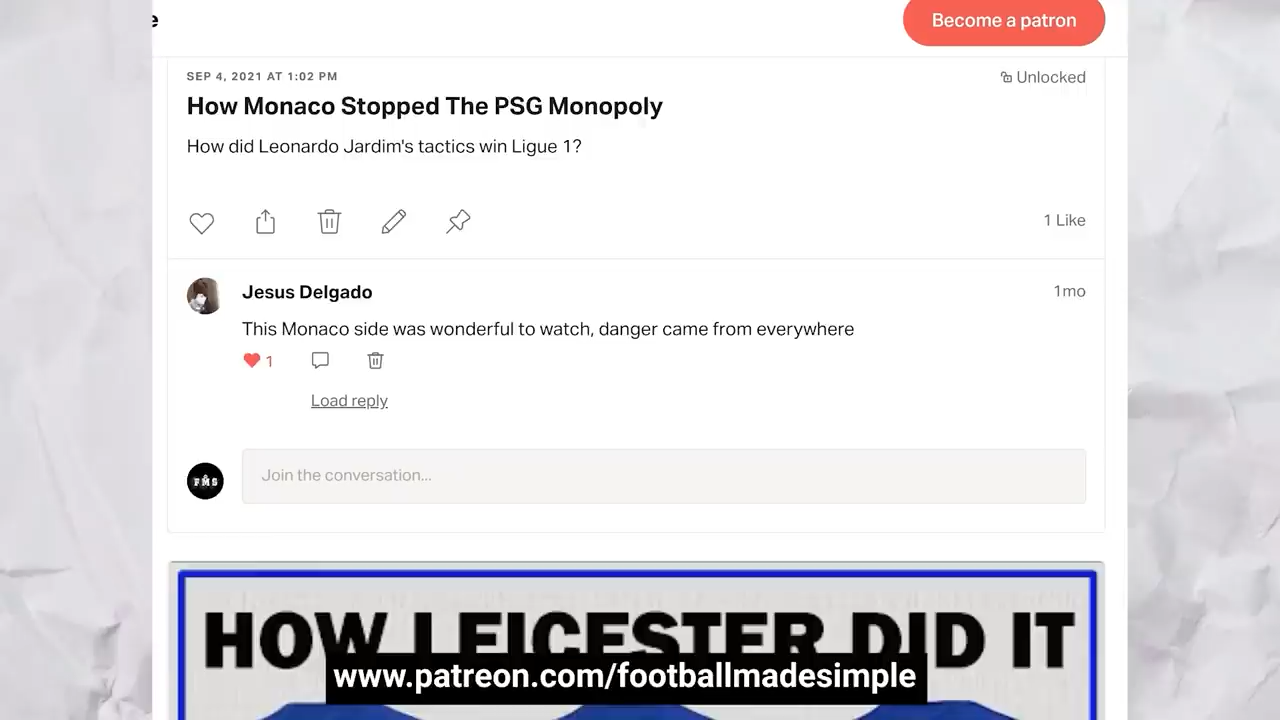 e
Become a patron
SEP 4, 2021 AT 1:02 PM
Unlocked
How Monaco Stopped The PSG Monopoly
How did Leonardo Jardim's tactics win Ligue 1?
1 Like
Jesus Delgado
1mo
This Monaco side was wonderful to watch, danger came from everywhere
1
Load reply
FMS
Join the conversation...
HOW LEICESTER DID IT
www.patreon.com/footballmadesimple